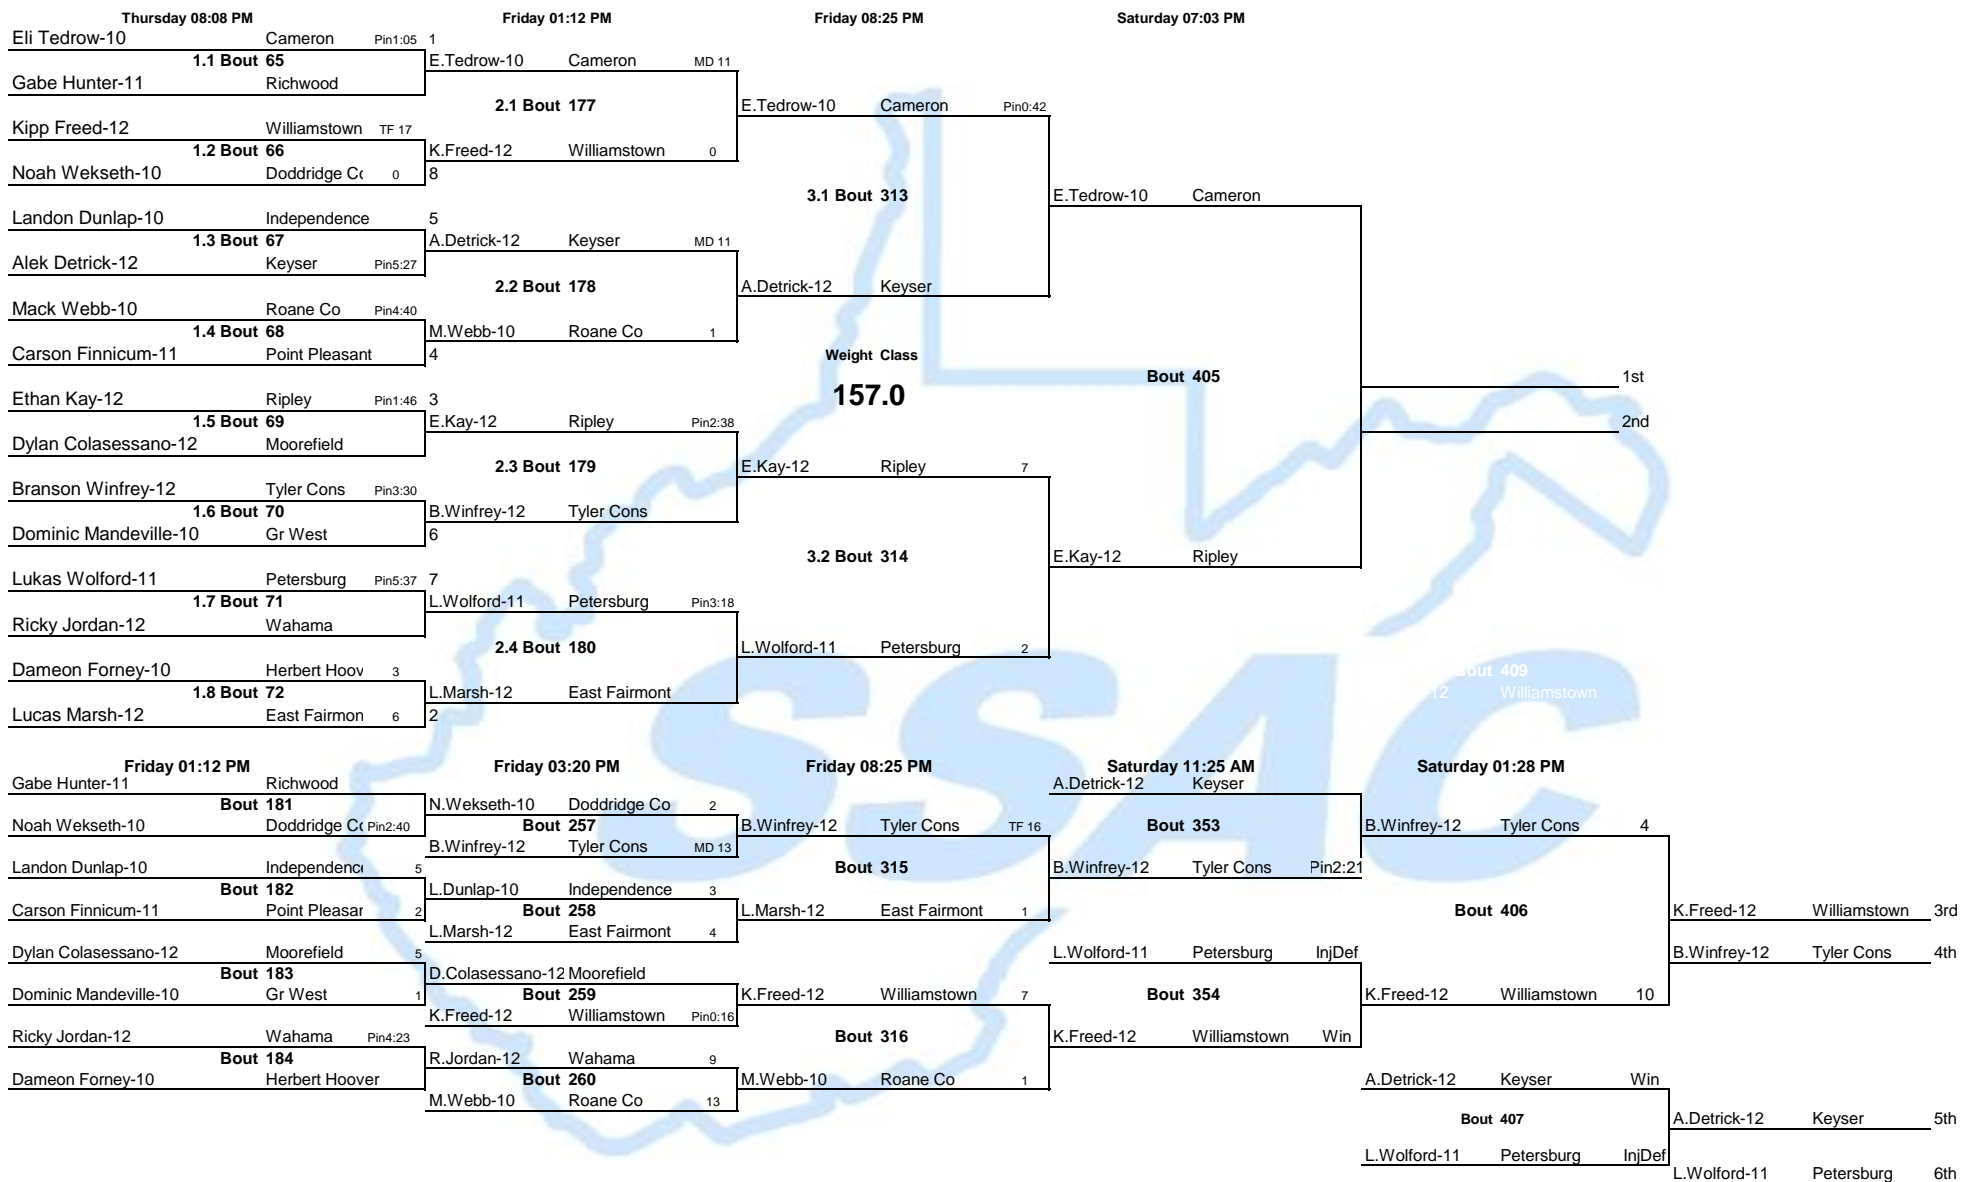 Thursday 08:08 PM Friday 01:12 PM Friday 08:25 PM Saturday 07:03 PM
Eli Tedrow-10 Cameron Pin1:05 1
1.1 Bout 65 E.Tedrow-10 Cameron MD 11
Gabe Hunter-11 Richwood
2.1 Bout 177 E.Tedrow-10 Cameron Pin0:42
Kipp Freed-12 Williamstown TF 17
1.2 Bout 66 K.Freed-12 Williamstown 0
Noah Wekseth-10 Doddridge Co 0 8
3.1 Bout 313 E.Tedrow-10 Cameron
Landon Dunlap-10 Independence 5
1.3 Bout 67 A.Detrick-12 Keyser MD 11
Alek Detrick-12 Keyser Pin5:27
2.2 Bout 178 A.Detrick-12 Keyser
Mack Webb-10 Roane Co Pin4:40
1.4 Bout 68 M.Webb-10 Roane Co 1
Carson Finnicum-11 Point Pleasant 4 Weight Class
Bout 405 1st
157.0
Ethan Kay-12 Ripley Pin1:46 3
1.5 Bout 69 E.Kay-12 Ripley Pin2:38 2nd
Dylan Colasessano-12 Moorefield
2.3 Bout 179 E.Kay-12 Ripley 7
Branson Winfrey-12 Tyler Cons Pin3:30
1.6 Bout 70 B.Winfrey-12 Tyler Cons
Dominic Mandeville-10 Gr West 6
3.2 Bout 314 E.Kay-12 Ripley
Lukas Wolford-11 Petersburg Pin5:37 7
1.7 Bout 71 L.Wolford-11 Petersburg Pin3:18
Ricky Jordan-12 Wahama
2.4 Bout 180 L.Wolford-11 Petersburg 2
Dameon Forney-10 Herbert Hoov 3 Bout 409
1.8 Bout 72 L.Marsh-12 East Fairmont 12 Williamstown
Lucas Marsh-12 East Fairmon 6 2
SSAC
Friday 01:12 PM Friday 03:20 PM Friday 08:25 PM Saturday 11:25 AM Saturday 01:28 PM
Gabe Hunter-11 Richwood A.Detrick-12 Keyser
Bout 181 N.Wekseth-10 Doddridge Co 2
Noah Wekseth-10 Doddridge Co Pin2:40 Bout 257 B.Winfrey-12 Tyler Cons TF 16 Bout 353 B.Winfrey-12 Tyler Cons 4
B.Winfrey-12 Tyler Cons MD 13
Landon Dunlap-10 Independence 5 Bout 315 B.Winfrey-12 Tyler Cons Pin2:21
Bout 182 L.Dunlap-10 Independence 3
Carson Finnicum-11 Point Pleasar 2 Bout 258 L.Marsh-12 East Fairmont 1 Bout 406 K.Freed-12 Williamstown 3rd
L.Marsh-12 East Fairmont 4
Dylan Colasessano-12 Moorefield 5 L.Wolford-11 Petersburg InjDef B.Winfrey-12 Tyler Cons 4th
Bout 183 D.Colasessano-12 Moorefield
Dominic Mandeville-10 Gr West 1 Bout 259 K.Freed-12 Williamstown 7 Bout 354 K.Freed-12 Williamstown 10
K.Freed-12 Williamstown Pin0:16
Ricky Jordan-12 Wahama Pin4:23 Bout 316 K.Freed-12 Williamstown Win
Bout 184 R.Jordan-12 Wahama 9
Dameon Forney-10 Herbert Hoover Bout 260 M.Webb-10 Roane Co 1 A.Detrick-12 Keyser Win
M.Webb-10 Roane Co 13
Bout 407 A.Detrick-12 Keyser 5th
L.Wolford-11 Petersburg InjDef
L.Wolford-11 Petersburg 6th